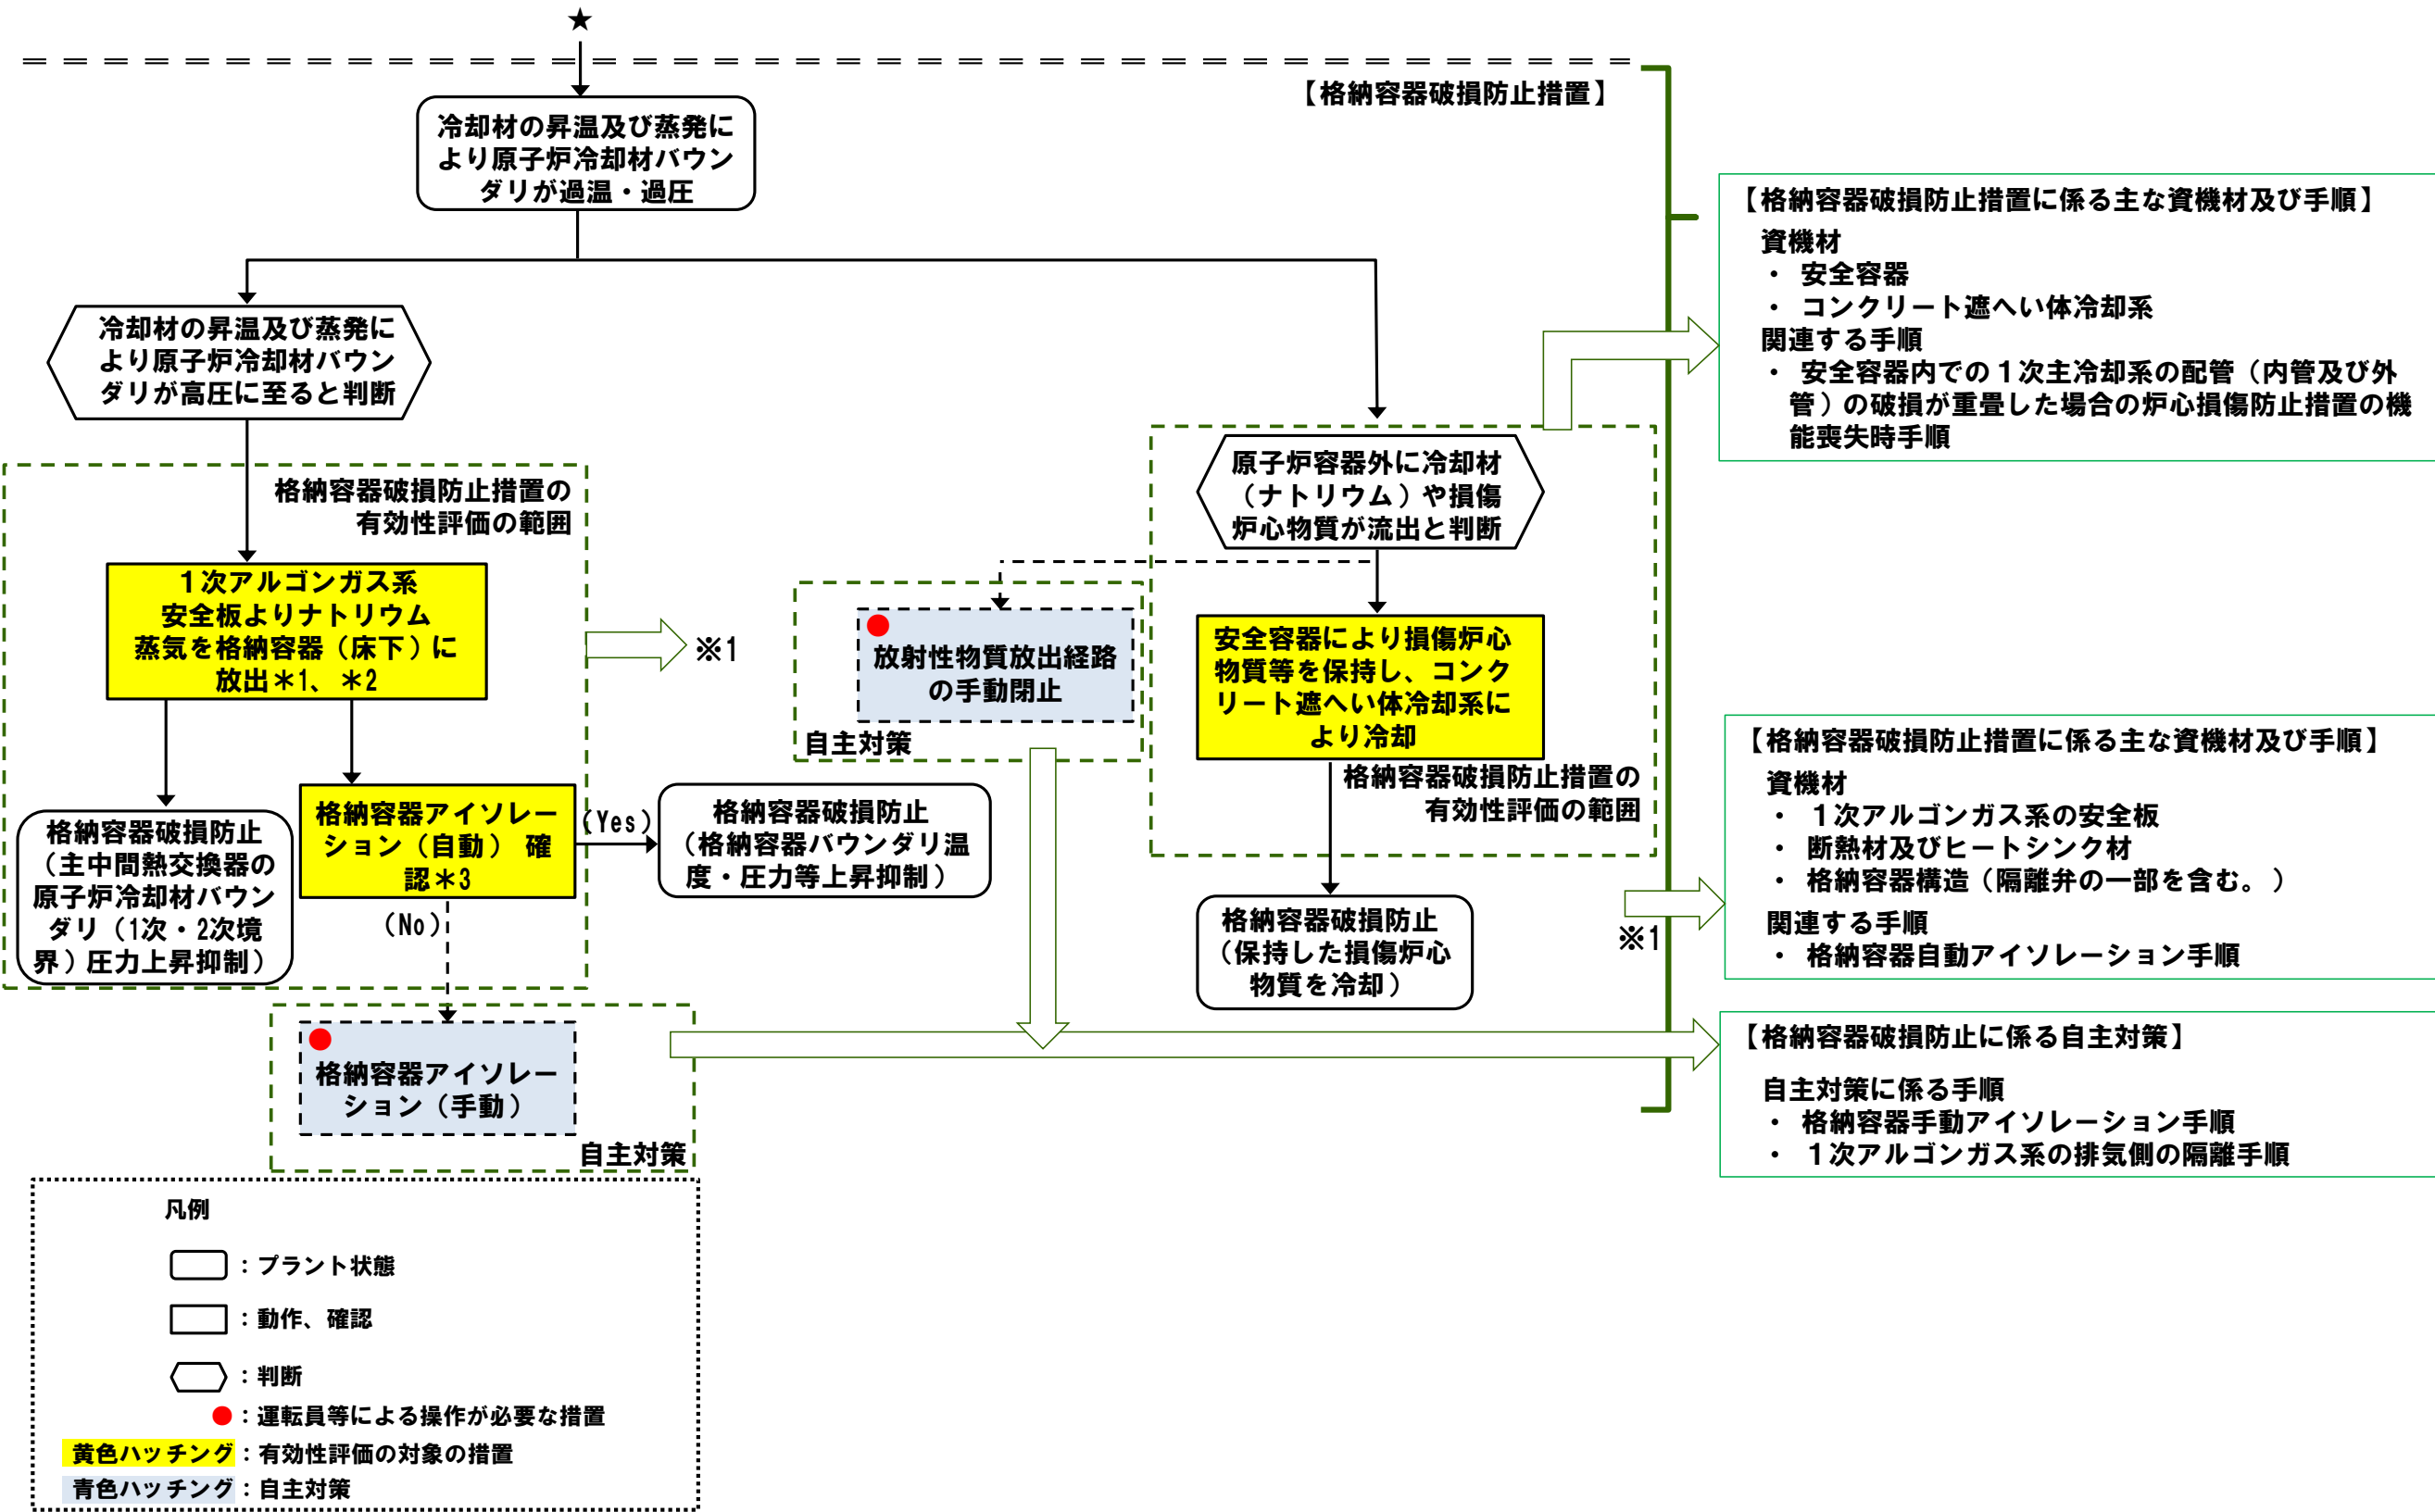 ★
【格納容器破損防止措置】
冷却材の昇温及び蒸発に
より原子炉冷却材バウン
ダリが過温・過圧
冷却材の昇温及び蒸発に
より原子炉冷却材バウン
ダリが高圧に至ると判断
格納容器破損防止措置の
有効性評価の範囲
1次アルゴンガス系
安全板よりナトリウム
蒸気を格納容器（床下）に
放出＊1、＊2
※1
格納容器破損防止
（主中間熱交換器の
原子炉冷却材バウン
ダリ（1次・2次境
界）圧力上昇抑制）
格納容器アイソレー
ション（自動） 確
認＊3
（Yes）
（No）
格納容器破損防止
（格納容器バウンダリ温
度・圧力等上昇抑制）
格納容器アイソレー
ション（手動）
自主対策
放射性物質放出経路
の手動閉止
自主対策
原子炉容器外に冷却材
（ナトリウム）や損傷
炉心物質が流出と判断
安全容器により損傷炉心
物質等を保持し、コンク
リート遮へい体冷却系に
より冷却
格納容器破損防止措置の
有効性評価の範囲
格納容器破損防止
（保持した損傷炉心
物質を冷却）
※1
【格納容器破損防止措置に係る主な資機材及び手順】
資機材
・ 安全容器
・ コンクリート遮へい体冷却系
関連する手順
・ 安全容器内での１次主冷却系の配管（内管及び外
管）の破損が重畳した場合の炉心損傷防止措置の機
能喪失時手順
【格納容器破損防止措置に係る主な資機材及び手順】
資機材
・ １次アルゴンガス系の安全板
・ 断熱材及びヒートシンク材
・ 格納容器構造（隔離弁の一部を含む。）
関連する手順
・ 格納容器自動アイソレーション手順
【格納容器破損防止に係る自主対策】
自主対策に係る手順
・ 格納容器手動アイソレーション手順
・ １次アルゴンガス系の排気側の隔離手順
凡例
：プラント状態
：動作、確認
：判断
：運転員等による操作が必要な措置
黄色ハッチング：有効性評価の対象の措置
青色ハッチング：自主対策